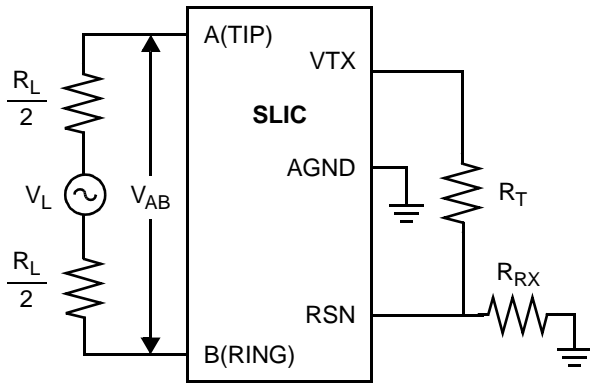 A(TIP)
VTX
R_L
2
SLIC
AGND
V_L
V_AB
R_T
R_L
2
R_RX
RSN
B(RING)